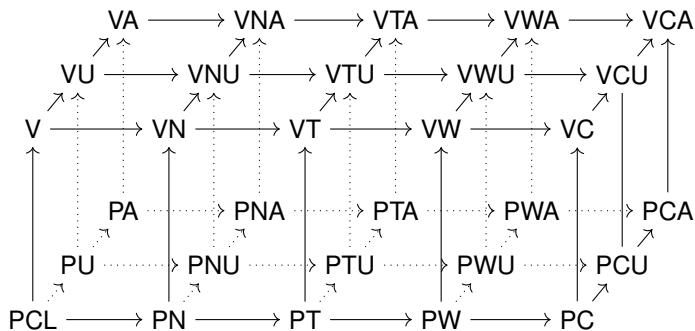 VA VNA VTA VWA VCA
VU VNU VTU VWU VCU
V VN VT VW VC
PA PNA PTA PWA PCA
PU PNU PTU PWU PCU
PCL PN PT PW PC